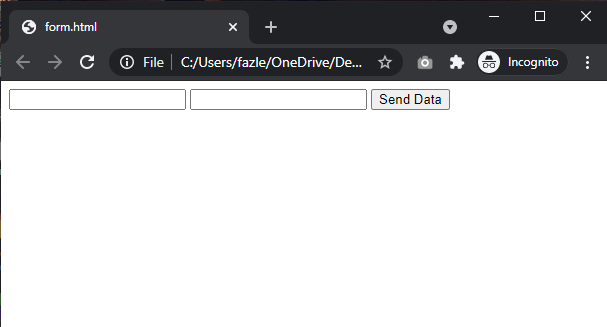 form.html
File C:/Users/fazle/OneDrive/De... Incognito
Send Data